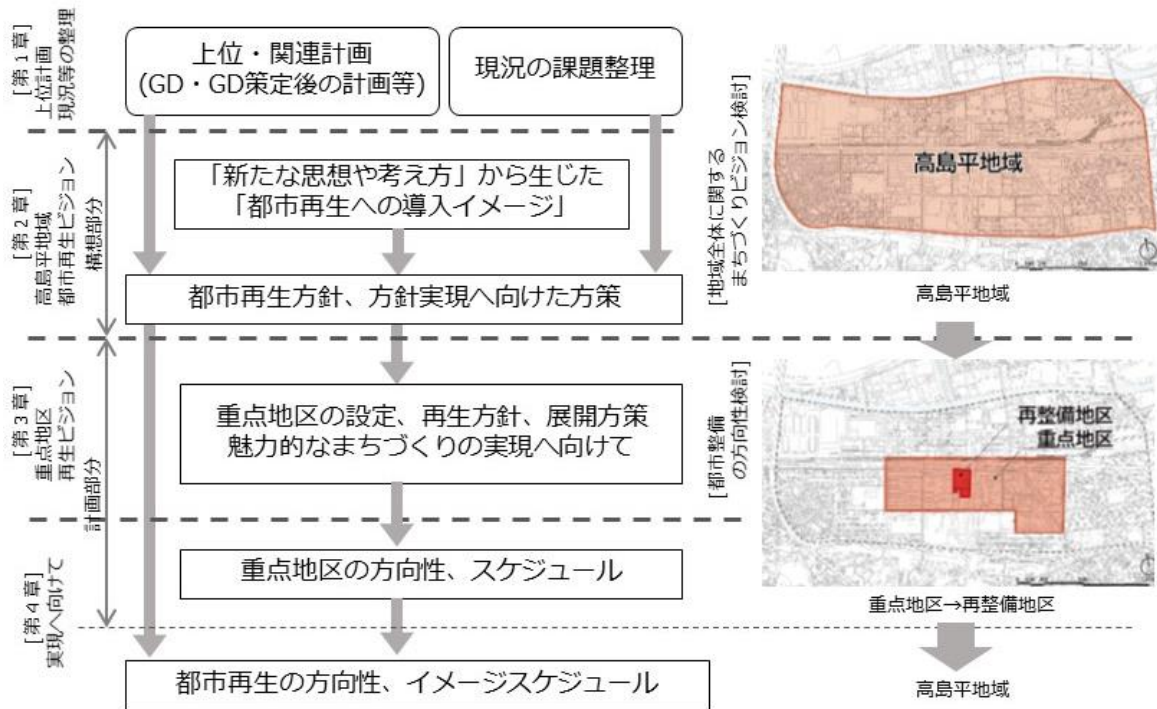 [第1章]
上位計画
現況等の整理
上位・関連計画
(GD・GD策定後の計画等)
現況の課題整理
[第2章]
高島平地域
都市再生ビジョン
構想部分
「新たな思想や考え方」から生じた
「都市再生への導入イメージ」
都市再生方針、方針実現へ向けた方策
[地域全体に関する
まちづくりビジョン検討]
高島平地域
高島平地域
[第3章]
重点地区
再生ビジョン
計画部分
重点地区の設定、再生方針、展開方策
魅力的なまちづくりの実現へ向けて
[都市整備
の方向性検討]
再整備地区
重点地区
重点地区→再整備地区
[第4章]
実現へ向けて
重点地区の方向性、スケジュール
都市再生の方向性、イメージスケジュール
高島平地域